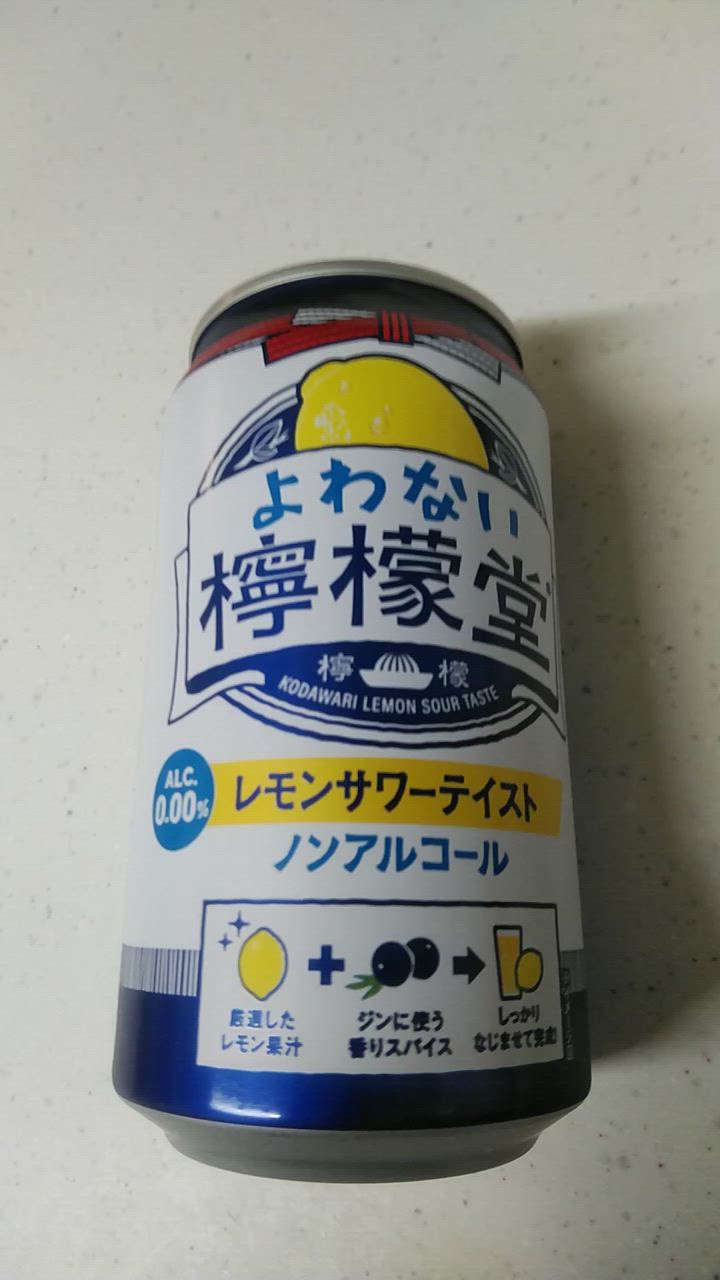 よわない
檸檬堂
檸 檬
KODAWARI LEMON SOUR TASTE
ALC.
0.00%
レモンサワーテイスト
ノンアルコール
厳選した
レモン果汁
ジンに使う
香りスパイス
しっかり
なじませて完成!